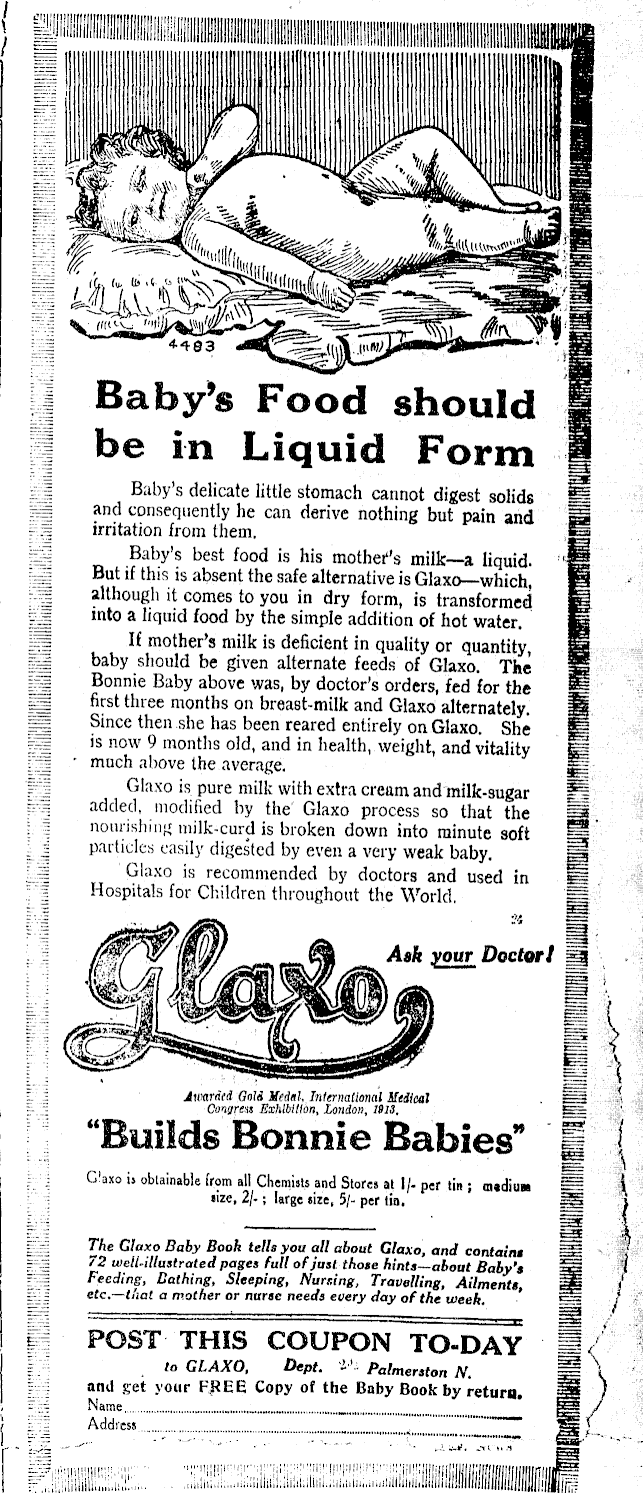 4483
Baby's Food should
be in Liquid Form
Baby's delicate little stomach cannot digest solids
and consequently he can derive nothing but pain and
irritation from them.
Baby's best food is his mother's milk—a liquid.
But if this is absent the safe alternative is Glaxo—which,
although it comes to you in dry form, is transformed
into a liquid food by the simple addition of hot water.
If mother's milk is deficient in quality or quantity,
baby should be given alternate feeds of Glaxo. The
Bonnie Baby above was, by doctor's orders, fed for the
first three months on breast-milk and Glaxo alternately.
Since then she has been reared entirely on Glaxo. She
is now 9 months old, and in health, weight, and vitality
much above the average.
Glaxo is pure milk with extra cream and milk-sugar
added, modified by the Glaxo process so that the
nourishing milk-curd is broken down into minute soft
particles easily digested by even a very weak baby.
Glaxo is recommended by doctors and used in
Hospitals for Children throughout the World.
Ask your Doctor!
Glaxo
Awarded Gold Medal, International Medical
Congress Exhibition, London, 1913.
"Builds Bonnie Babies"
Glaxo is obtainable from all Chemists and Stores at 1/- per tin; medium
size, 2/-; large size, 5/- per tin.
The Glaxo Baby Book tells you all about Glaxo, and contains
72 well-illustrated pages full of just those hints—about Baby's
Feeding, Bathing, Sleeping, Nursing, Travelling, Ailments,
etc.—that a mother or nurse needs every day of the week.
POST THIS COUPON TO-DAY
to GLAXO, Dept. Palmerston N.
and get your FREE Copy of the Baby Book by return.
Name
Address